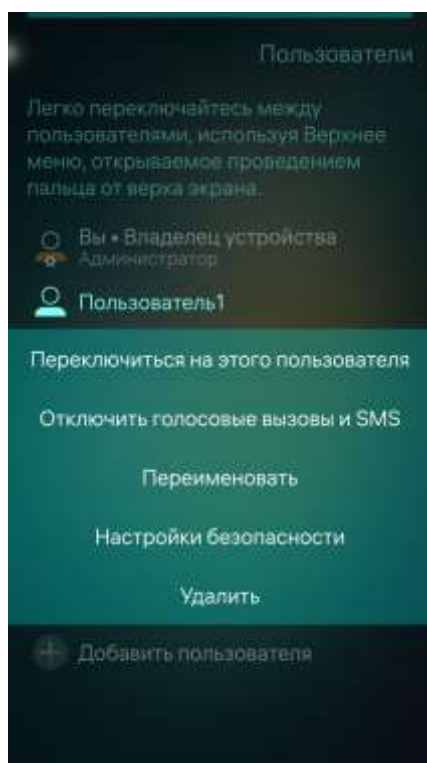 Пользователи
Легко переключайтесь между
пользователями, используя Верхнее
меню, открываемое проведением
пальца от верха экрана.
Вы • Владелец устройства
Администратор
Пользователь1
Переключиться на этого пользователя
Отключить голосовые вызовы и SMS
Переименовать
Настройки безопасности
Удалить
Добавить пользователя